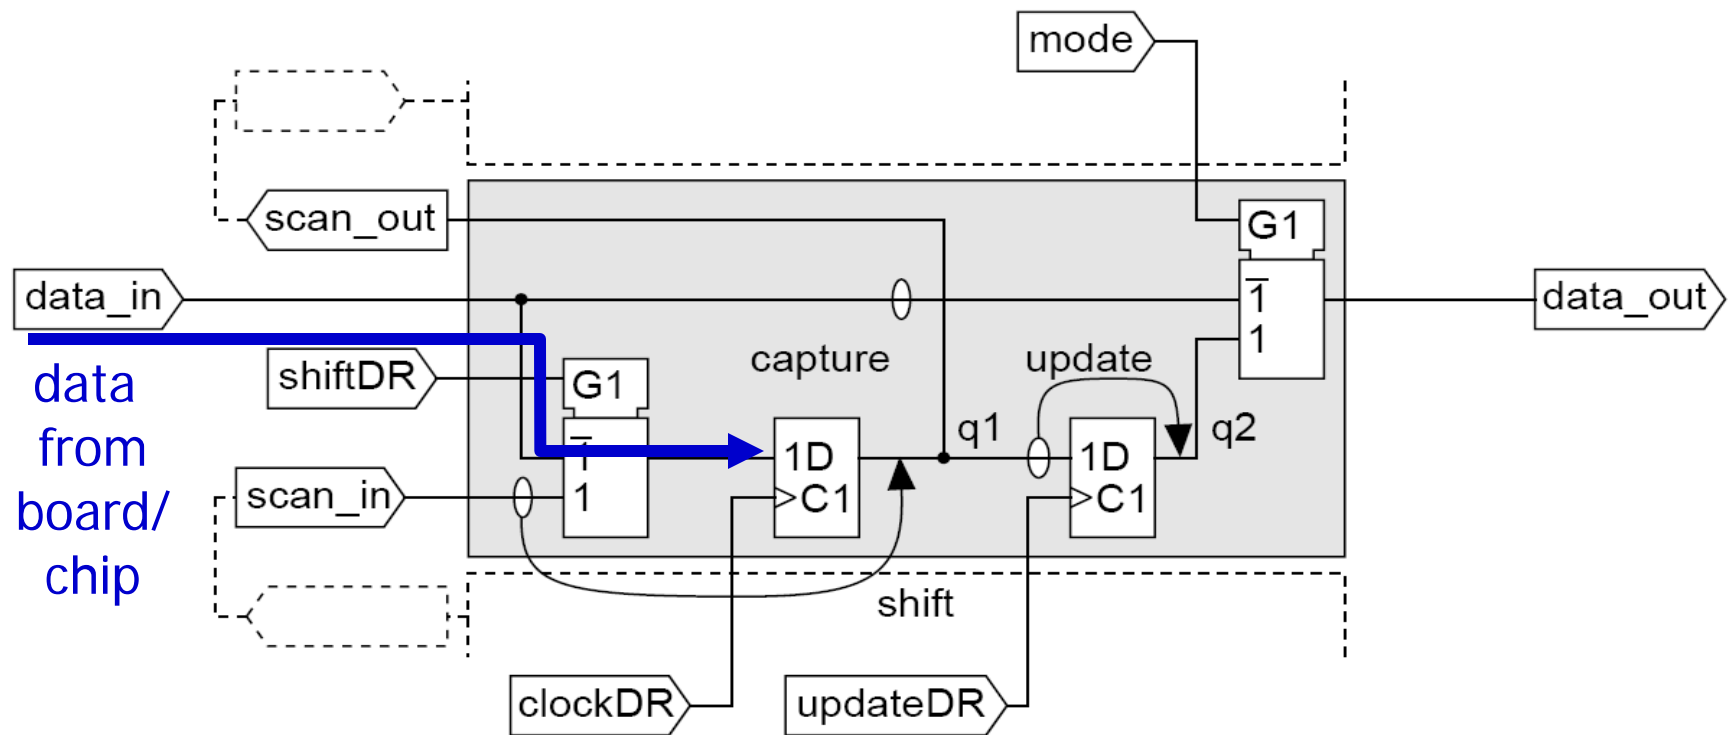 mode
scan_out
G1
data_in
1
data_out
1
capture
update
shiftDR
G1
data
from
board/
chip
q1
q2
1
1D
1D
scan_in
1
C1
C1
shift
clockDR
updateDR